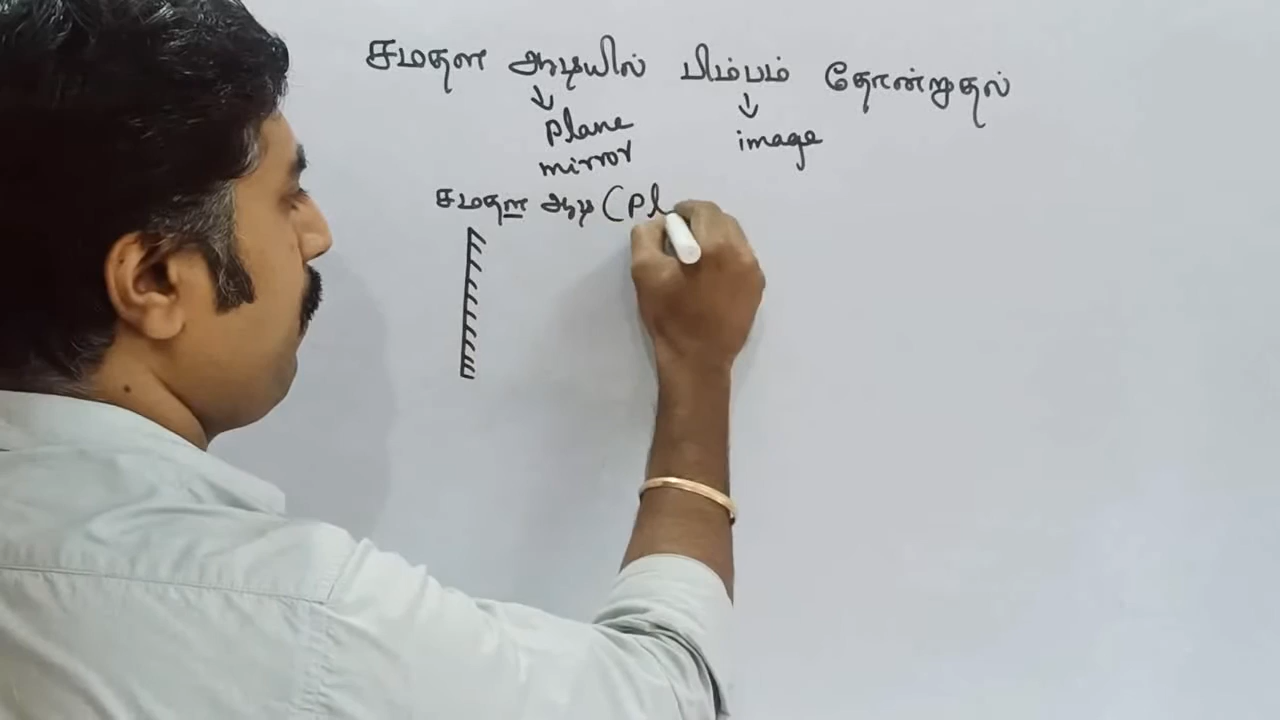 சமதள ஆடியில் பிம்பம் தோன்றுதல்
↓ ↓
plane image
mirror
சமதள ஆடி (pl